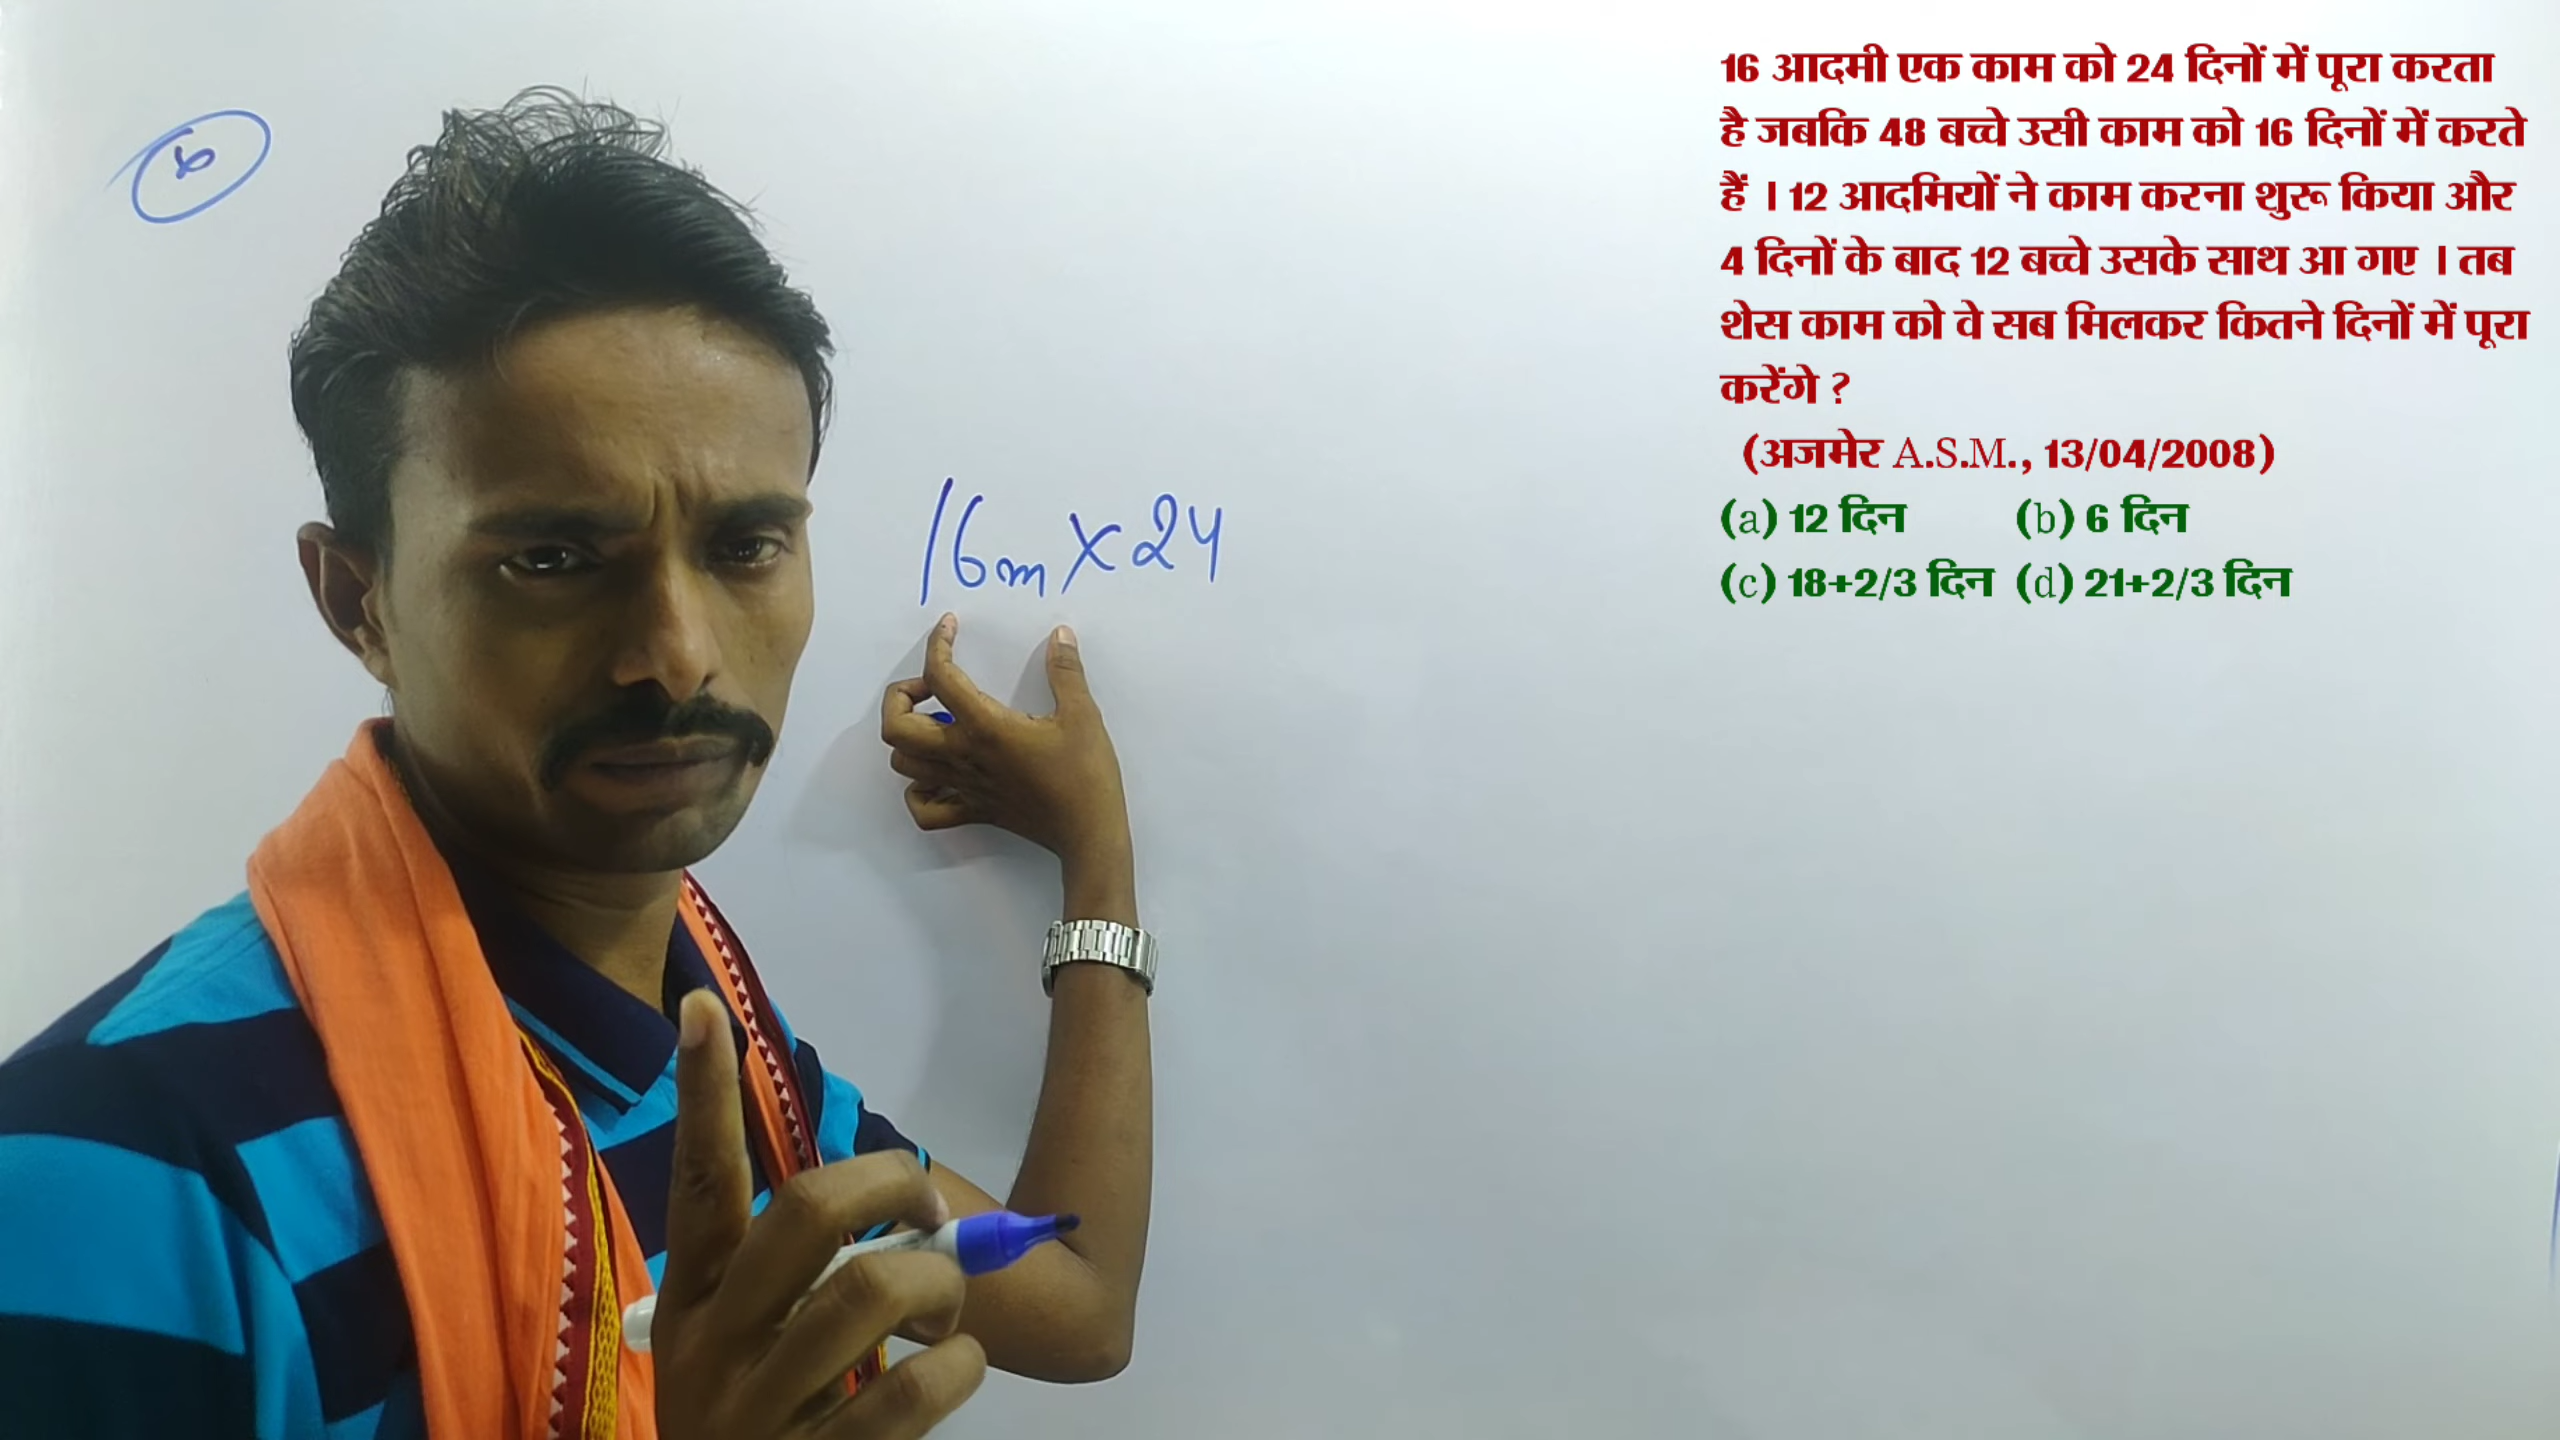 16 आदमी एक काम को 24 दिनों में पूरा करता
है जबकि 48 बच्चे उसी काम को 16 दिनों में करते
हैं । 12 आदमियों ने काम करना शुरू किया और
4 दिनों के बाद 12 बच्चे उसके साथ आ गए । तब
शेस काम को वे सब मिलकर कितने दिनों में पूरा
करेंगे ?
(अजमेर A.S.M., 13/04/2008)
(a) 12 दिन (b) 6 दिन
(c) 18+2/3 दिन (d) 21+2/3 दिन
16m×24